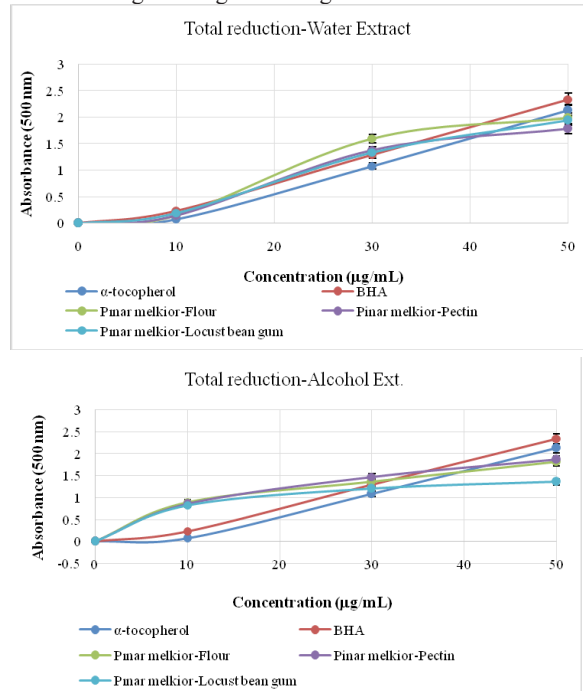 Total reduction-Water Extract
3
2.5
2
1.5
1
0.5
0
Absorbance (500 nm)
0 10 20 30 40 50
Concentration (µg/mL)
α-tocopherol BHA
Pınar melkior-Flour Pınar melkior-Pectin
Pınar melkior-Locust bean gum
Total reduction-Alcohol Ext.
3
2.5
2
1.5
1
0.5
0
-0.5
Absorbance (500 nm)
0 10 20 30 40 50
Concentration (µg/mL)
α-tocopherol BHA
Pınar melkior-Flour Pınar melkior-Pectin
Pınar melkior-Locust bean gum